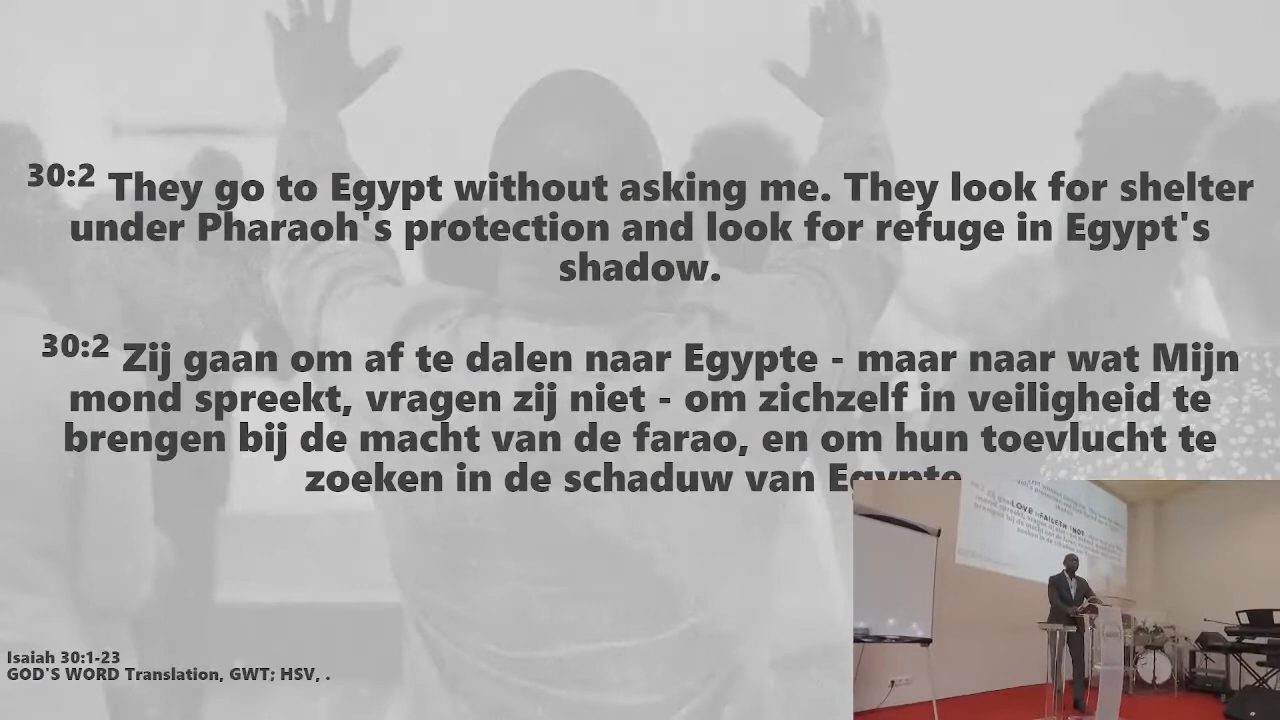 30:2 They go to Egypt without asking me. They look for shelter
under Pharaoh's protection and look for refuge in Egypt's
shadow.
30:2 Zij gaan om af te dalen naar Egypte - maar naar wat Mijn
mond spreekt, vragen zij niet - om zichzelf in veiligheid te
brengen bij de macht van de farao, en om hun toevlucht te
zoeken in de schaduw van Egypte
LOVE FAILETH NOT
Isaiah 30:1-23
GOD'S WORD Translation, GWT; HSV, .